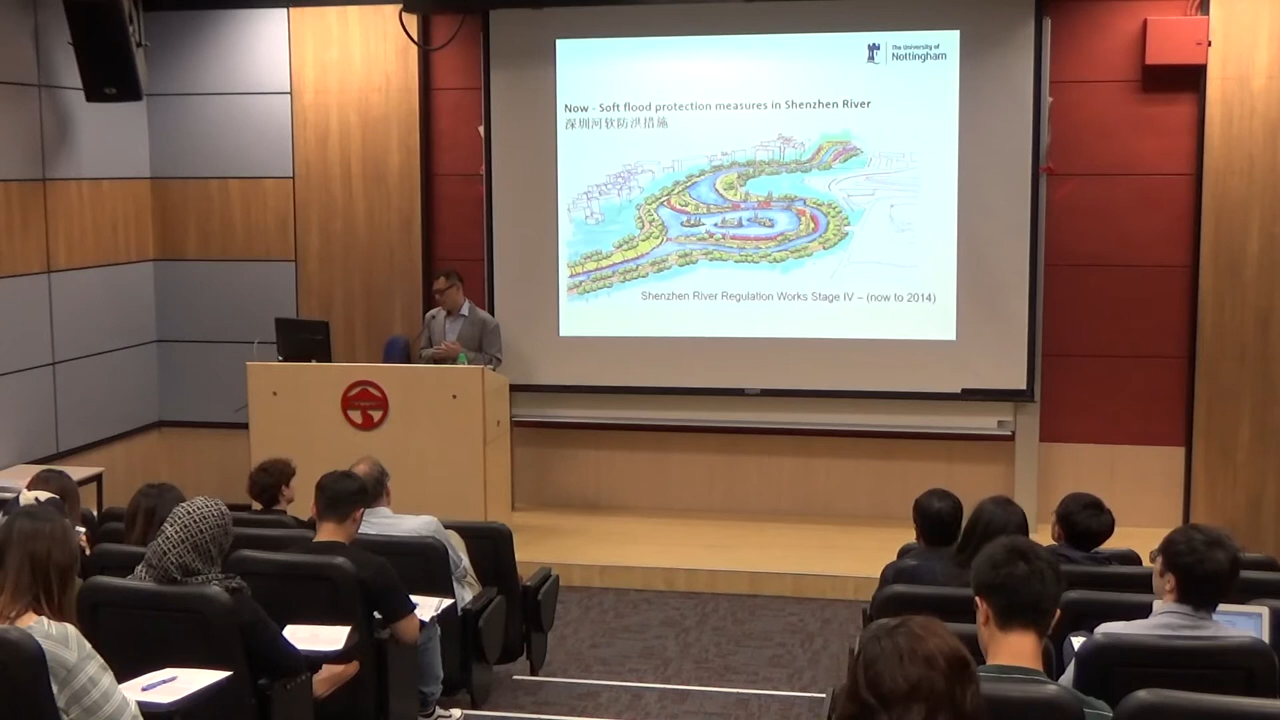 The University of
Nottingham
Now - Soft flood protection measures in Shenzhen River
深圳河软防洪措施
Shenzhen River Regulation Works Stage IV – (now to 2014)